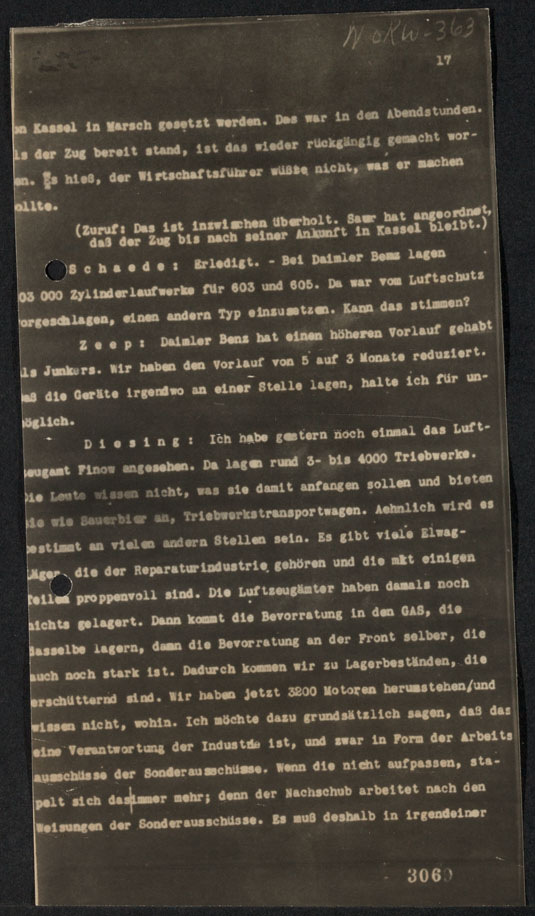 NOKW-363
17
on Kassel in Marsch gesetzt werden. Das war in den Abendstunden.
ls der Zug bereit stand, ist das wieder rückgängig gemacht wor-
en. Es hieß, der Wirtschaftsführer wüßte nicht, was er machen
ollte.
(Zuruf: Das ist inzwischen überholt. Saur hat angeordnet,
daß der Zug bis nach seiner Ankunft in Kassel bleibt.)
Schaede: Erledigt. - Bei Daimler Benz lagen
03 000 Zylinderlaufwerke für 603 und 605. Da war vom Luftschutz
orgeschlagen, einen andern Typ einzusetzen. Kann das stimmen?
Zeep: Daimler Benz hat einen höheren Vorlauf gehabt
ls Junkers. Wir haben den Vorlauf von 5 auf 3 Monate reduziert.
aß die Geräte irgendwo an einer Stelle lagen, halte ich für un-
öglich.
Diesing: Ich habe gestern noch einmal das Luft-
eugamt Finow angesehen. Da lagen rund 3- bis 4000 Triebwerke.
ie Leute wissen nicht, was sie damit anfangen sollen und bieten
sie wie Sauerbier an, Triebwerkstransportwagen. Aehnlich wird es
estimmt an vielen andern Stellen sein. Es gibt viele Elwag-
Läger, die der Reparaturindustrie gehören und die mkt einigen
Teilen proppenvoll sind. Die Luftzeugämter haben damals noch
nichts gelagert. Dann kommt die Bevorratung in den GAS, die
dasselbe lagern, dann die Bevorratung an der Front selber, die
auch noch stark ist. Dadurch kommen wir zu Lagerbeständen, die
erschütternd sind. Wir haben jetzt 3200 Motoren herumstehen/und
wissen nicht, wohin. Ich möchte dazu grundsätzlich sagen, daß das
eine Verantwortung der Industrie ist, und zwar in Form der Arbeits
ausschüsse der Sonderausschüsse. Wenn die nicht aufpassen, sta-
pelt sich das|immer mehr; denn der Nachschub arbeitet nach den
Weisungen der Sonderausschüsse. Es muß deshalb in irgendeiner
3060